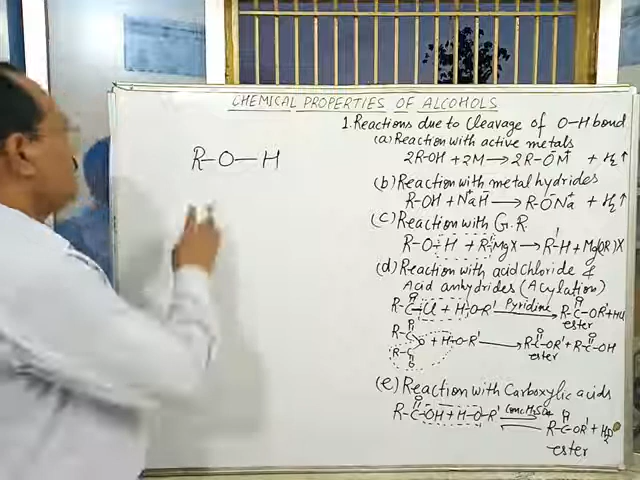 CHEMICAL PROPERTIES OF ALCOHOLS
R-O-H
1. Reactions due to cleavage of O-H bond
(a) Reaction with active metals
2R-OH + 2M → 2R-O⁻M⁺ + H₂↑
(b) Reaction with metal hydrides
R-OH + NaH → R-O⁻Na⁺ + H₂↑
(c) Reaction with G.R.
R-O-H + R'-MgX → R'-H + Mg(OR)X
(d) Reaction with acid chloride &
Acid anhydrides (Acylation)
R-C(=O)-Cl + H-O-R' Pyridine → R-C(=O)-OR' + HCl
ester
R-C(=O)-O-C(=O)-R + H-O-R' → R-C(=O)-OR' + R-C(=O)-OH
ester
(e) Reaction with Carboxylic acids
R-C(=O)-OH + H-O-R' Conc. H₂SO₄ ⇌ R-C(=O)-OR' + H₂O
ester